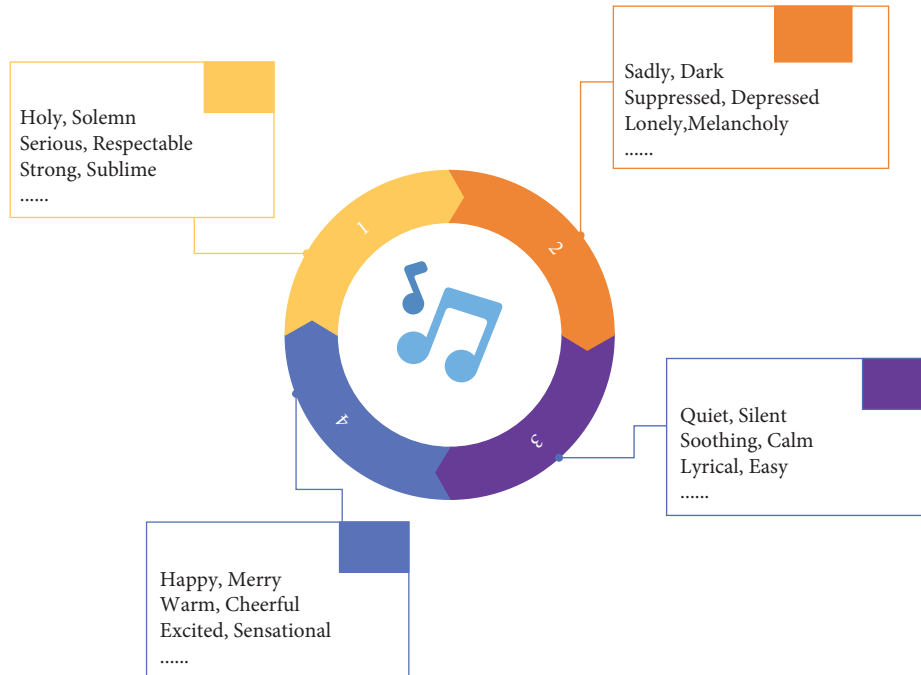 Holy, Solemn
Serious, Respectable
Strong, Sublime
......
Sadly, Dark
Suppressed, Depressed
Lonely,Melancholy
......
1
2
3
4
Quiet, Silent
Soothing, Calm
Lyrical, Easy
......
Happy, Merry
Warm, Cheerful
Excited, Sensational
......